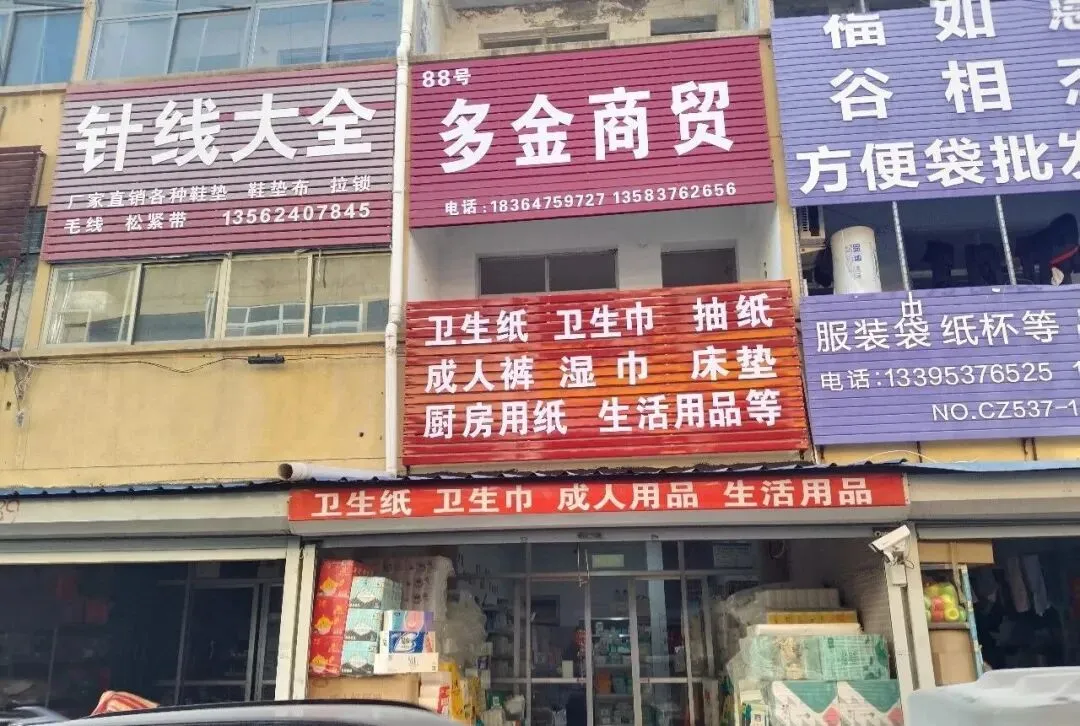 针线大全
厂家直销各种鞋垫 鞋垫布 拉锁
毛线 松紧带 13562407845
88号
多金商贸
电话:18364759727 13583762656
福如
谷相
方便袋批发
卫生纸 卫生巾 抽纸
成人裤 湿巾 床垫
厨房用纸 生活用品等
服装袋 纸杯等
电话:13395376525
NO.CZ537-1
卫生纸 卫生巾 成人用品 生活用品